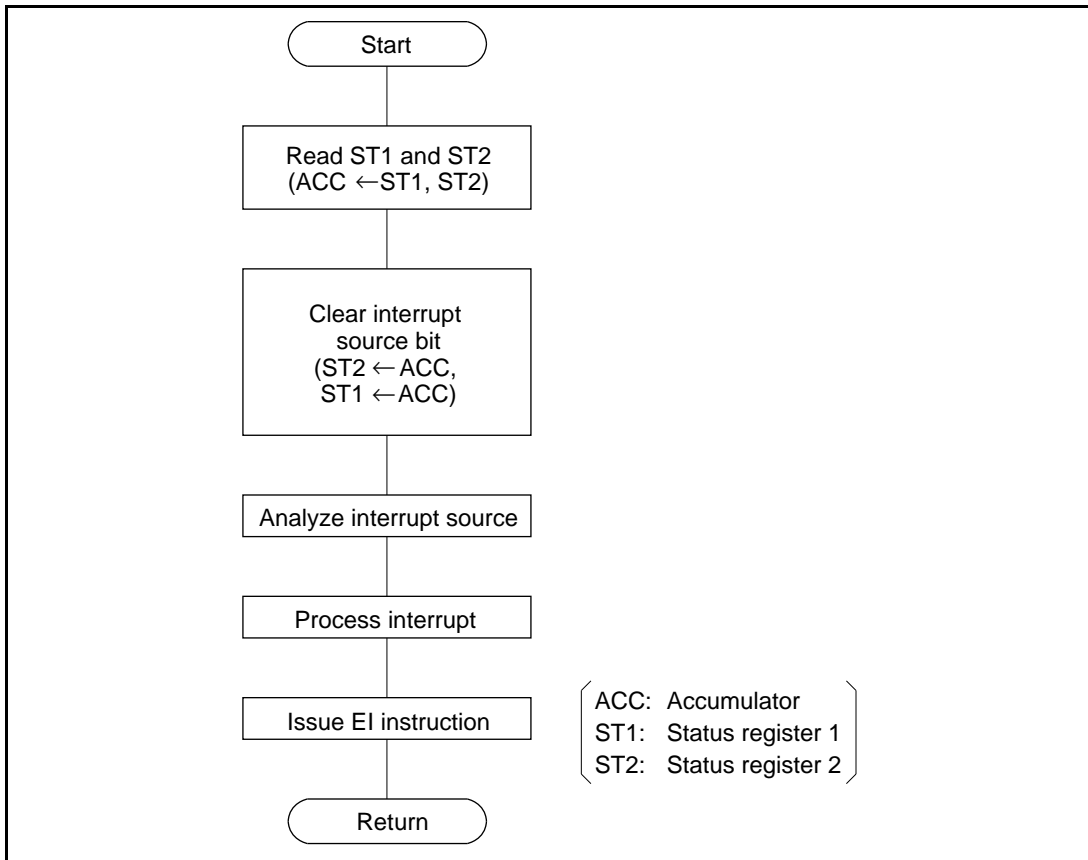 Start
Read ST1 and ST2
(ACC ←ST1, ST2)
Clear interrupt
source bit
(ST2 ←ACC,
ST1 ←ACC)
Analyze interrupt source
Process interrupt
Issue EI instruction
ACC: Accumulator
ST1: Status register 1
ST2: Status register 2
Return